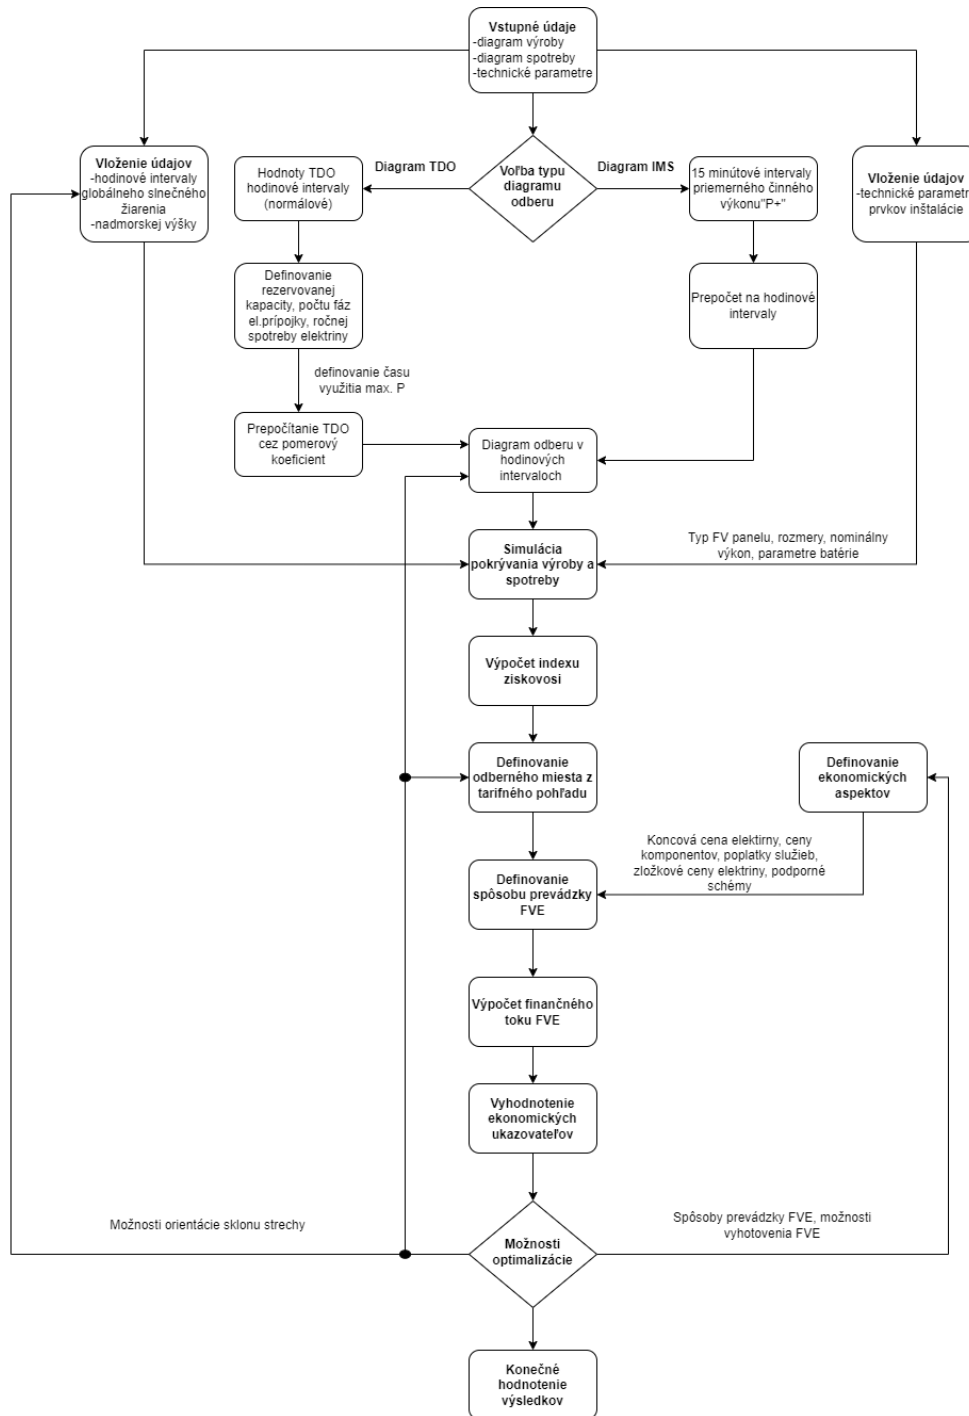 Vstupné údaje
-diagram výroby
-diagram spotreby
-technické parametre
Vloženie údajov
-hodinové intervaly
globálneho slnečného
žiarenia
-nadmorskej výšky
Hodnoty TDO
hodinové intervaly
(normálové)
Diagram TDO
Voľba typu
diagramu
odberu
Diagram IMS
15 minútové intervaly
priemerného činného
výkonu"P+"
Vloženie údajov
-technické parametre
prvkov inštalácie
Definovanie
rezervovanej
kapacity, počtu fáz
el.prípojky, ročnej
spotreby elektriny
Prepočet na hodinové
intervaly
definovanie času
využitia max. P
Prepočítanie TDO
cez pomerový
koeficient
Diagram odberu v
hodinových
intervaloch
Simulácia
pokrývania výroby a
spotreby
Typ FV panelu, rozmery, nominálny
výkon, parametre batérie
Výpočet indexu
ziskovosi
Definovanie
odberného miesta z
tarifného pohľadu
Definovanie
ekonomických
aspektov
Koncová cena elektirny, ceny
komponentov, poplatky služieb,
zložkové ceny elektriny, podporné
schémy
Definovanie
spôsobu prevádzky
FVE
Výpočet finančného
toku FVE
Vyhodnotenie
ekonomických
ukazovateľov
Možnosti orientácie sklonu strechy
Možnosti
optimalizácie
Spôsoby prevádzky FVE, možnosti
vyhotovenia FVE
Konečné
hodnotenie
výsledkov